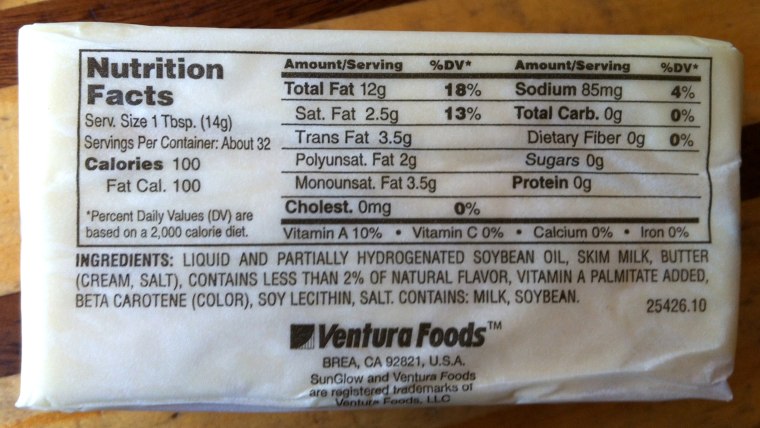 Nutrition
Facts
Serv. Size 1 Tbsp. (14g)
Servings Per Container: About 32
Calories 100
Fat Cal. 100
*Percent Daily Values (DV) are
based on a 2,000 calorie diet.
Amount/Serving %DV*
Total Fat 12g 18%
Sat. Fat 2.5g 13%
Trans Fat 3.5g
Polyunsat. Fat 2g
Monounsat. Fat 3.5g
Cholest. 0mg 0%
Amount/Serving %DV*
Sodium 85mg 4%
Total Carb. 0g 0%
Dietary Fiber 0g 0%
Sugars 0g
Protein 0g
Vitamin A 10% • Vitamin C 0% • Calcium 0% • Iron 0%
INGREDIENTS: LIQUID AND PARTIALLY HYDROGENATED SOYBEAN OIL, SKIM MILK, BUTTER
(CREAM, SALT), CONTAINS LESS THAN 2% OF NATURAL FLAVOR, VITAMIN A PALMITATE ADDED,
BETA CAROTENE (COLOR), SOY LECITHIN, SALT. CONTAINS: MILK, SOYBEAN.
25426.10
Ventura Foods™
BREA, CA 92821, U.S.A.
SunGlow and Ventura Foods
are registered trademarks of
Ventura Foods, LLC